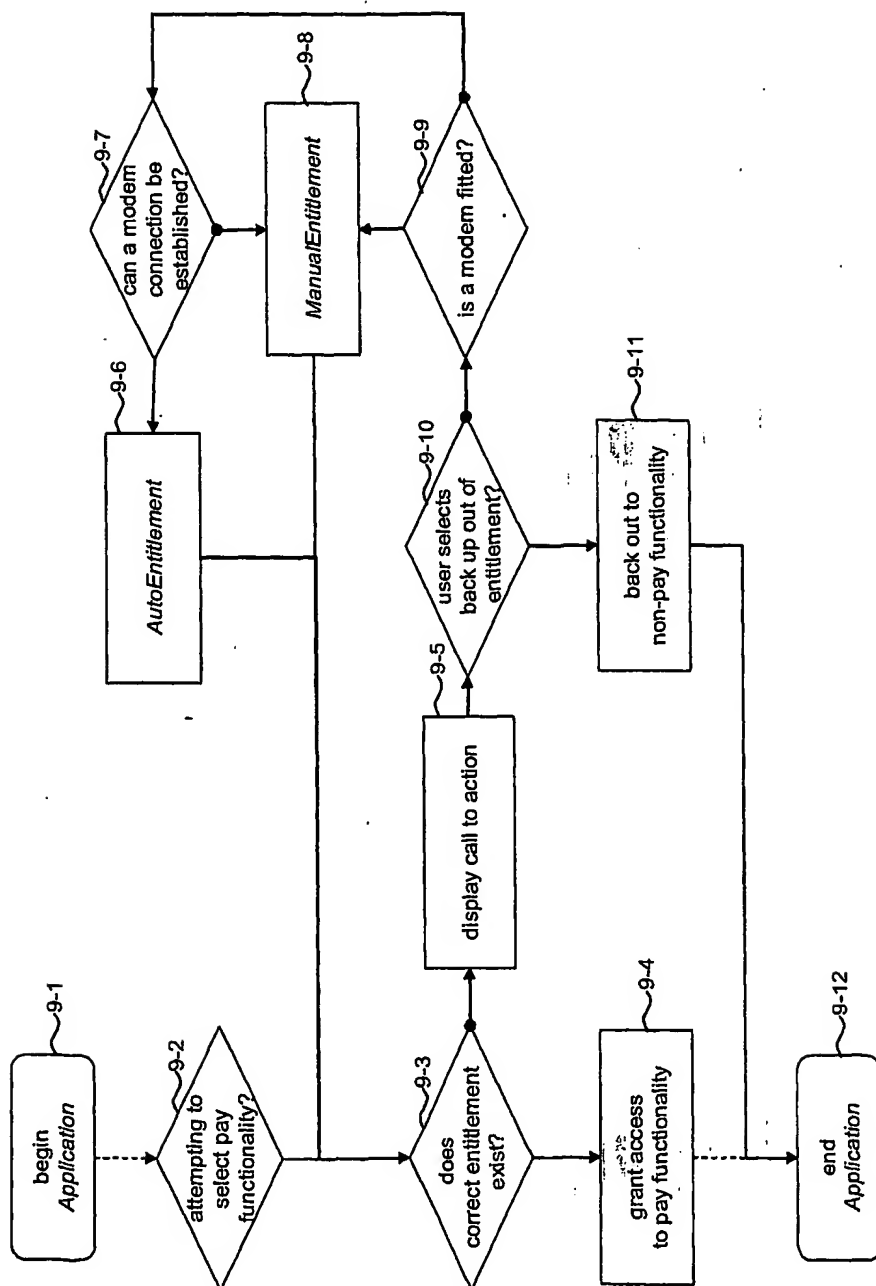 9-1
begin
Application
9-2
attempting to
select pay
functionality?
9-3
does
correct entitlement
exist?
9-4
grant access
to pay functionality
9-12
end
Application
9-5
display call to action
9-10
user selects
back up out of
entitlement?
9-11
back out to
non-pay functionality
9-9
is a modem fitted?
9-8
ManualEntitlement
9-7
can a modem
connection be
established?
9-6
AutoEntitlement